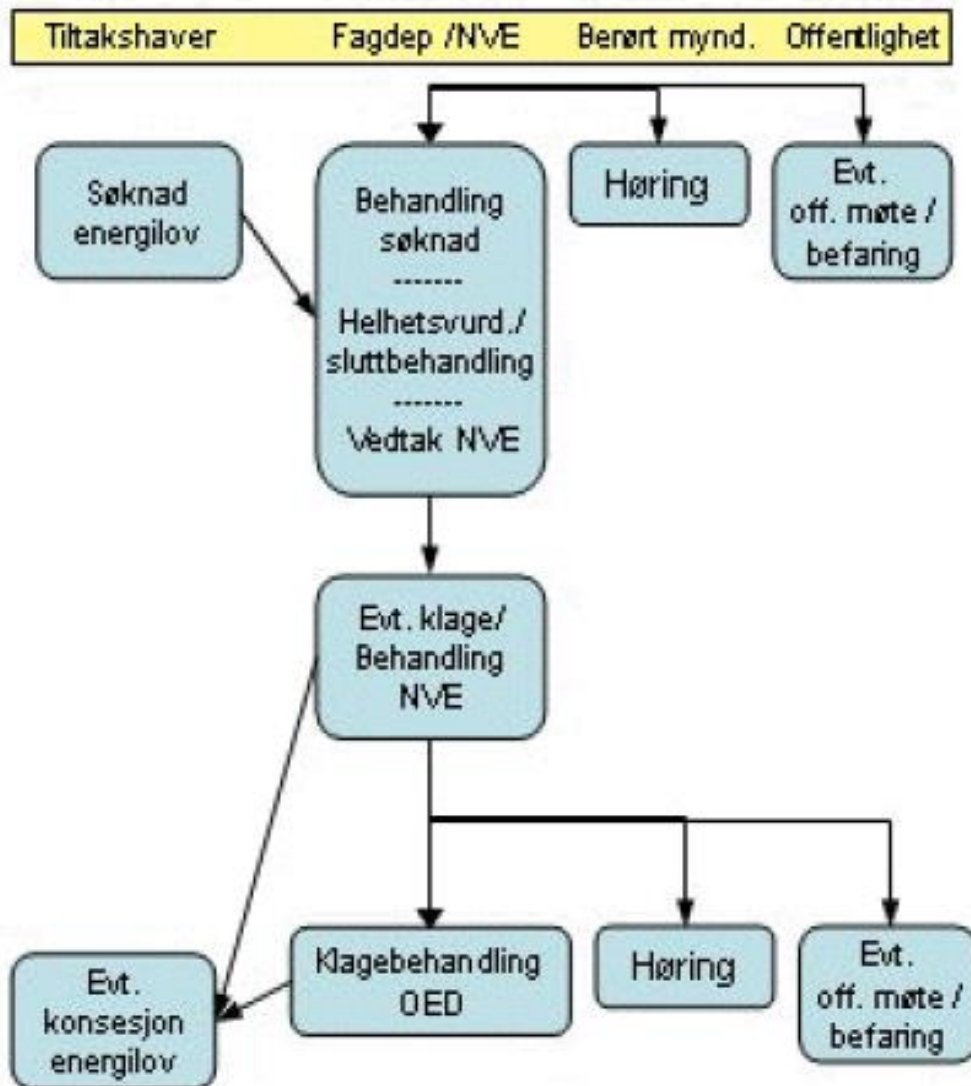 Tiltakshaver Fagdep /NVE Berørt mynd. Offentlighet
Søknad
energilov
Behandling
søknad
-------
Helhetsvurd./
sluttbehandling
-------
Vedtak NVE
Høring
Evt.
off. møte /
befaring
Evt. klage/
Behandling
NVE
Evt.
konsesjon
energilov
Klagebehandling
OED
Høring
Evt.
off. møte /
befaring